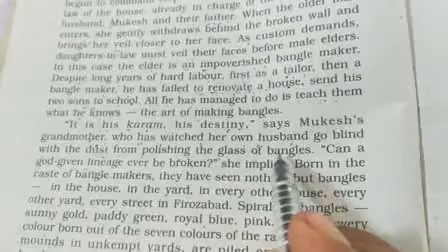 begun to command
law of the house, already in charge of
husband, Mukesh and their father. When the older man
enters, she gently withdraws behind the broken wall and
brings her veil closer to her face. As custom demands,
daughters-in-law must veil their faces before male elders.
In this case the elder is an impoverished bangle maker.
Despite long years of hard labour, first as a tailor, then a
bangle maker, he has failed to renovate a house, send his
two sons to school. All he has managed to do is teach them
what he knows — the art of making bangles.
“It is his karam, his destiny,” says Mukesh’s
grandmother, who has watched her own husband go blind
with the dust from polishing the glass of bangles. “Can a
god-given lineage ever be broken?” she implies. Born in the
caste of bangle makers, they have seen but bangles
— in the house, in the yard, in every other house, every
other yard, every street in Firozabad. Spirals bangles —
sunny gold, paddy green, royal blue, pink,
colour born out of the seven colours of the
mounds in unkempt yards, are piled